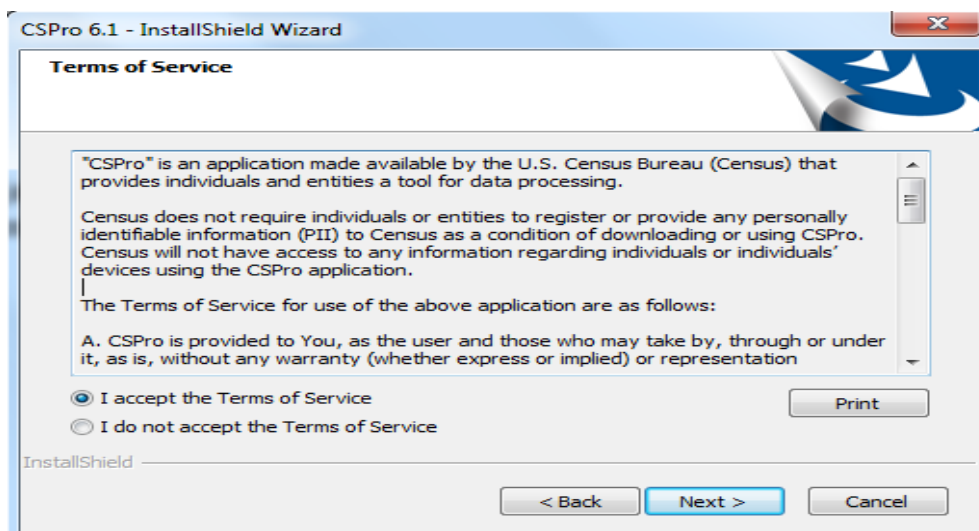 CSPro 6.1 - InstallShield Wizard
Terms of Service
"CSPro" is an application made available by the U.S. Census Bureau (Census) that
provides individuals and entities a tool for data processing.
Census does not require individuals or entities to register or provide any personally
identifiable information (PII) to Census as a condition of downloading or using CSPro.
Census will not have access to any information regarding individuals or individuals’
devices using the CSPro application.
The Terms of Service for use of the above application are as follows:
A. CSPro is provided to You, as the user and those who may take by, through or under
it, as is, without any warranty (whether express or implied) or representation
I accept the Terms of Service
Print
I do not accept the Terms of Service
InstallShield
< Back
Next >
Cancel